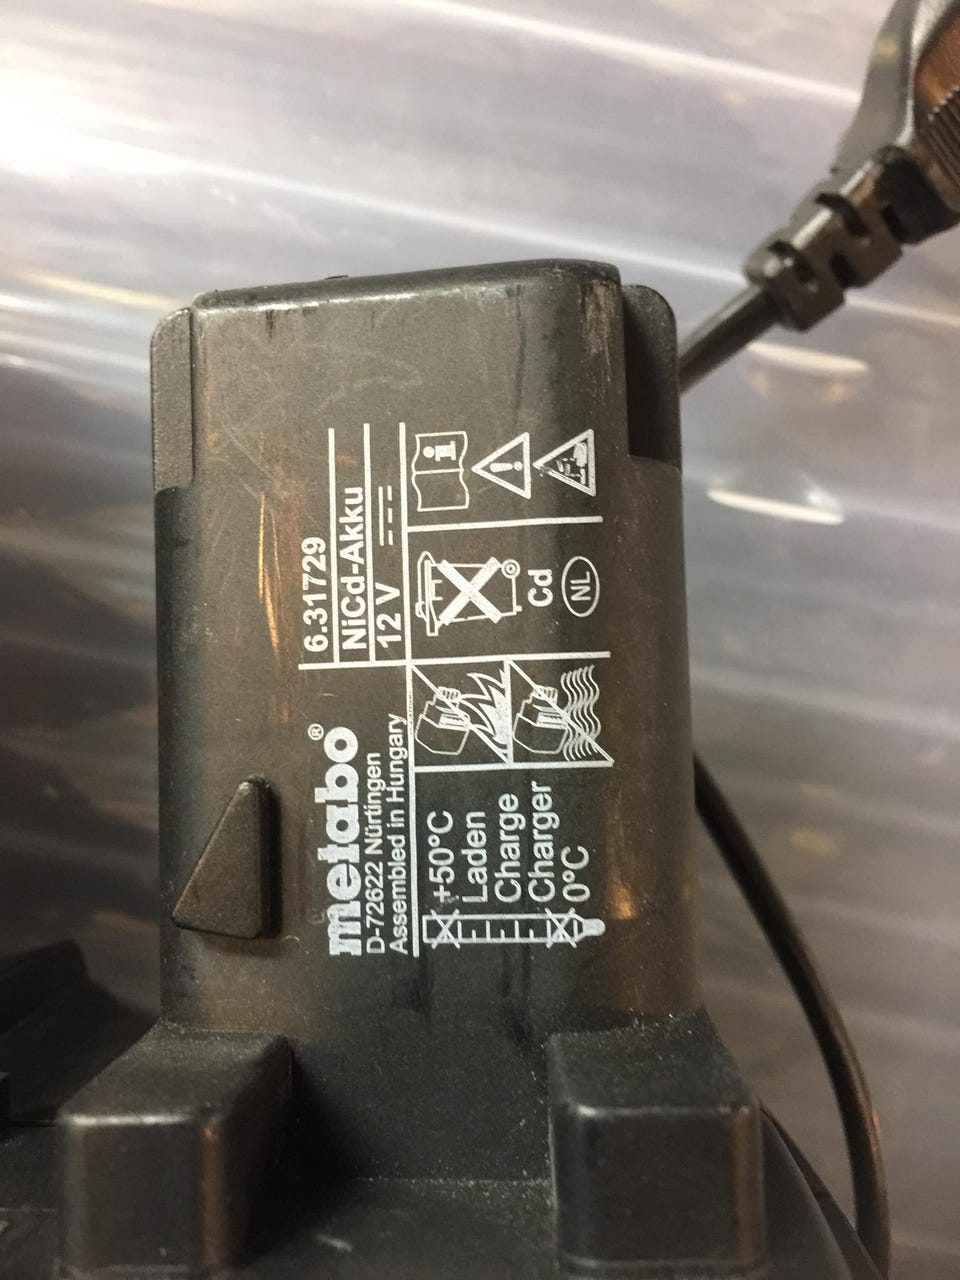 metabo®
D-72622 Nürtingen
Assembled in Hungary
6.31729
NiCd-Akku
12 V
+50°C
Laden
Charge
Charger
0°C
Cd
NL